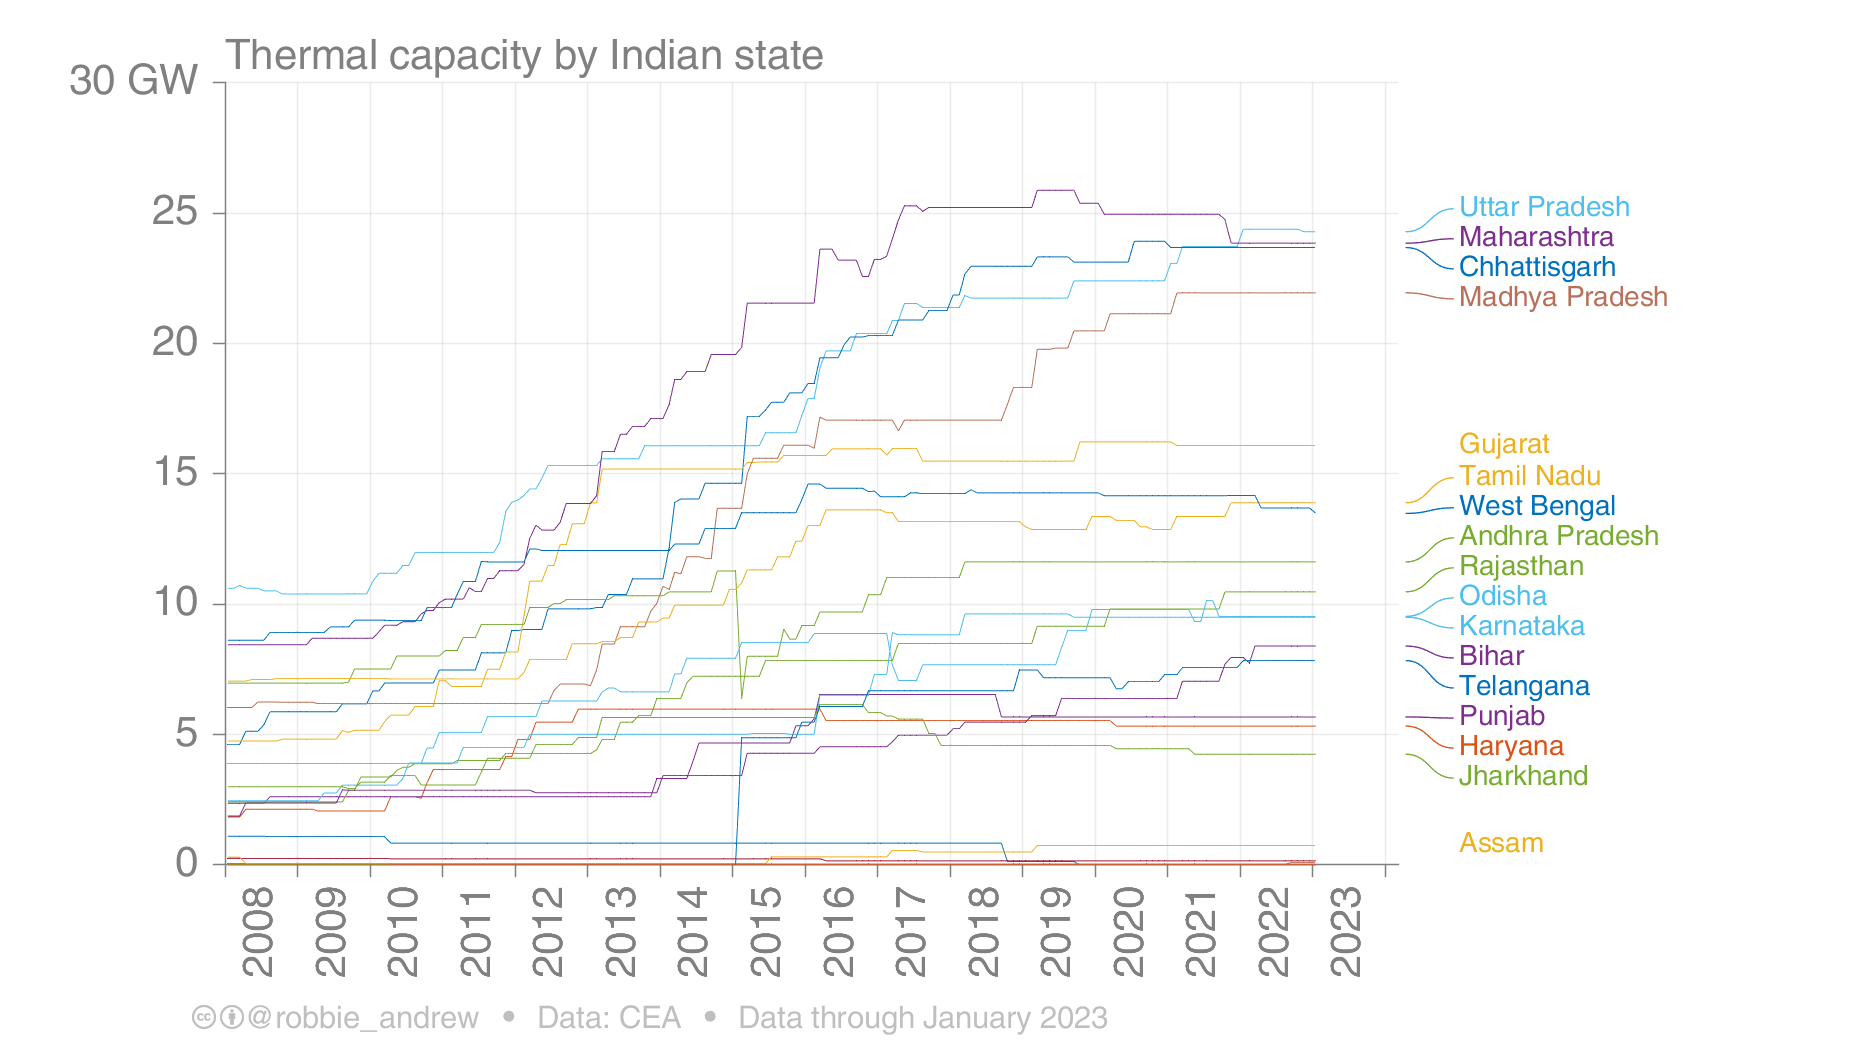 Thermal capacity by Indian state
30 GW
25
20
15
10
5
0
2008
2009
2010
2011
2012
2013
2014
2015
2016
2017
2018
2019
2020
2021
2022
2023
Uttar Pradesh
Maharashtra
Chhattisgarh
Madhya Pradesh
Gujarat
Tamil Nadu
West Bengal
Andhra Pradesh
Rajasthan
Odisha
Karnataka
Bihar
Telangana
Punjab
Haryana
Jharkhand
Assam
@robbie_andrew • Data: CEA • Data through January 2023